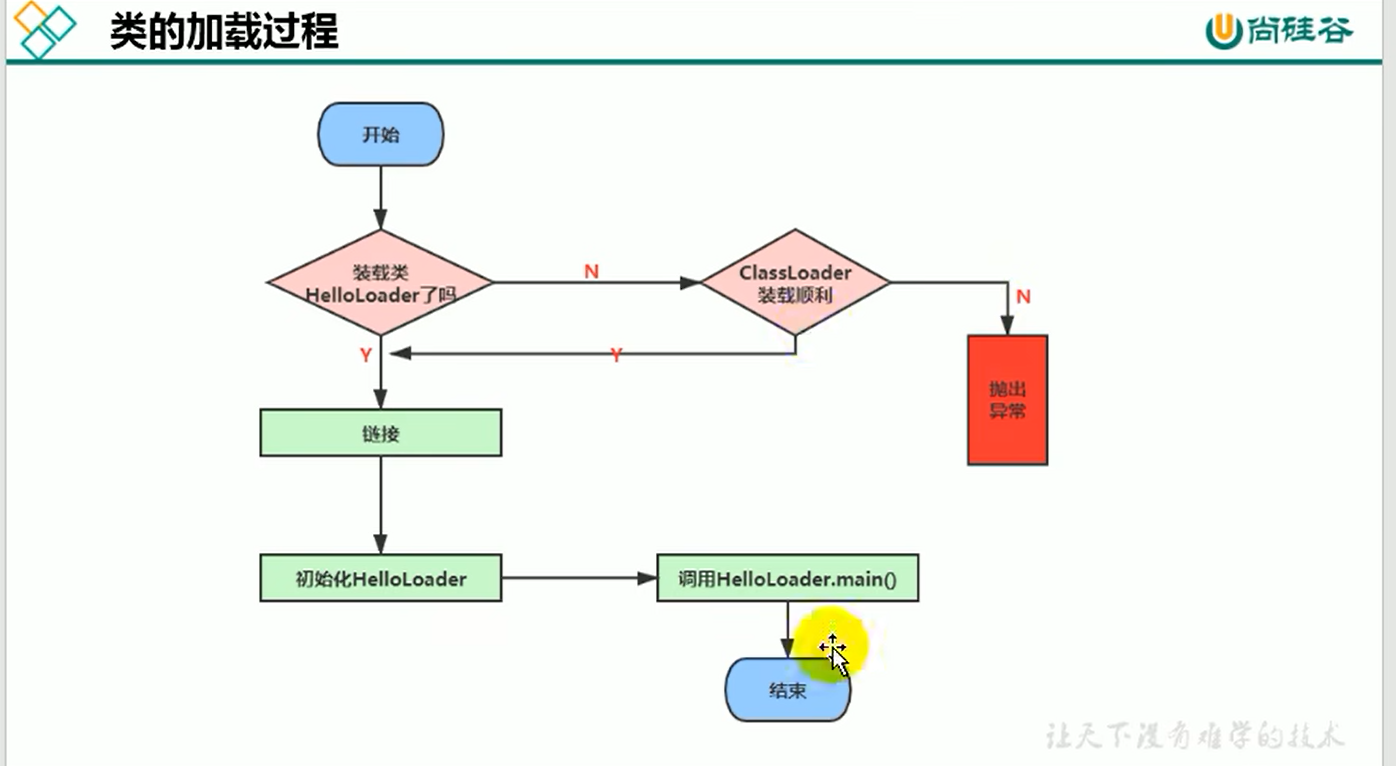 类的加载过程
尚硅谷
开始
装载类
HelloLoader了吗
N
ClassLoader
装载顺利
N
Y
Y
抛出
异常
链接
初始化HelloLoader
调用HelloLoader.main()
结束
让天下没有难学的技术